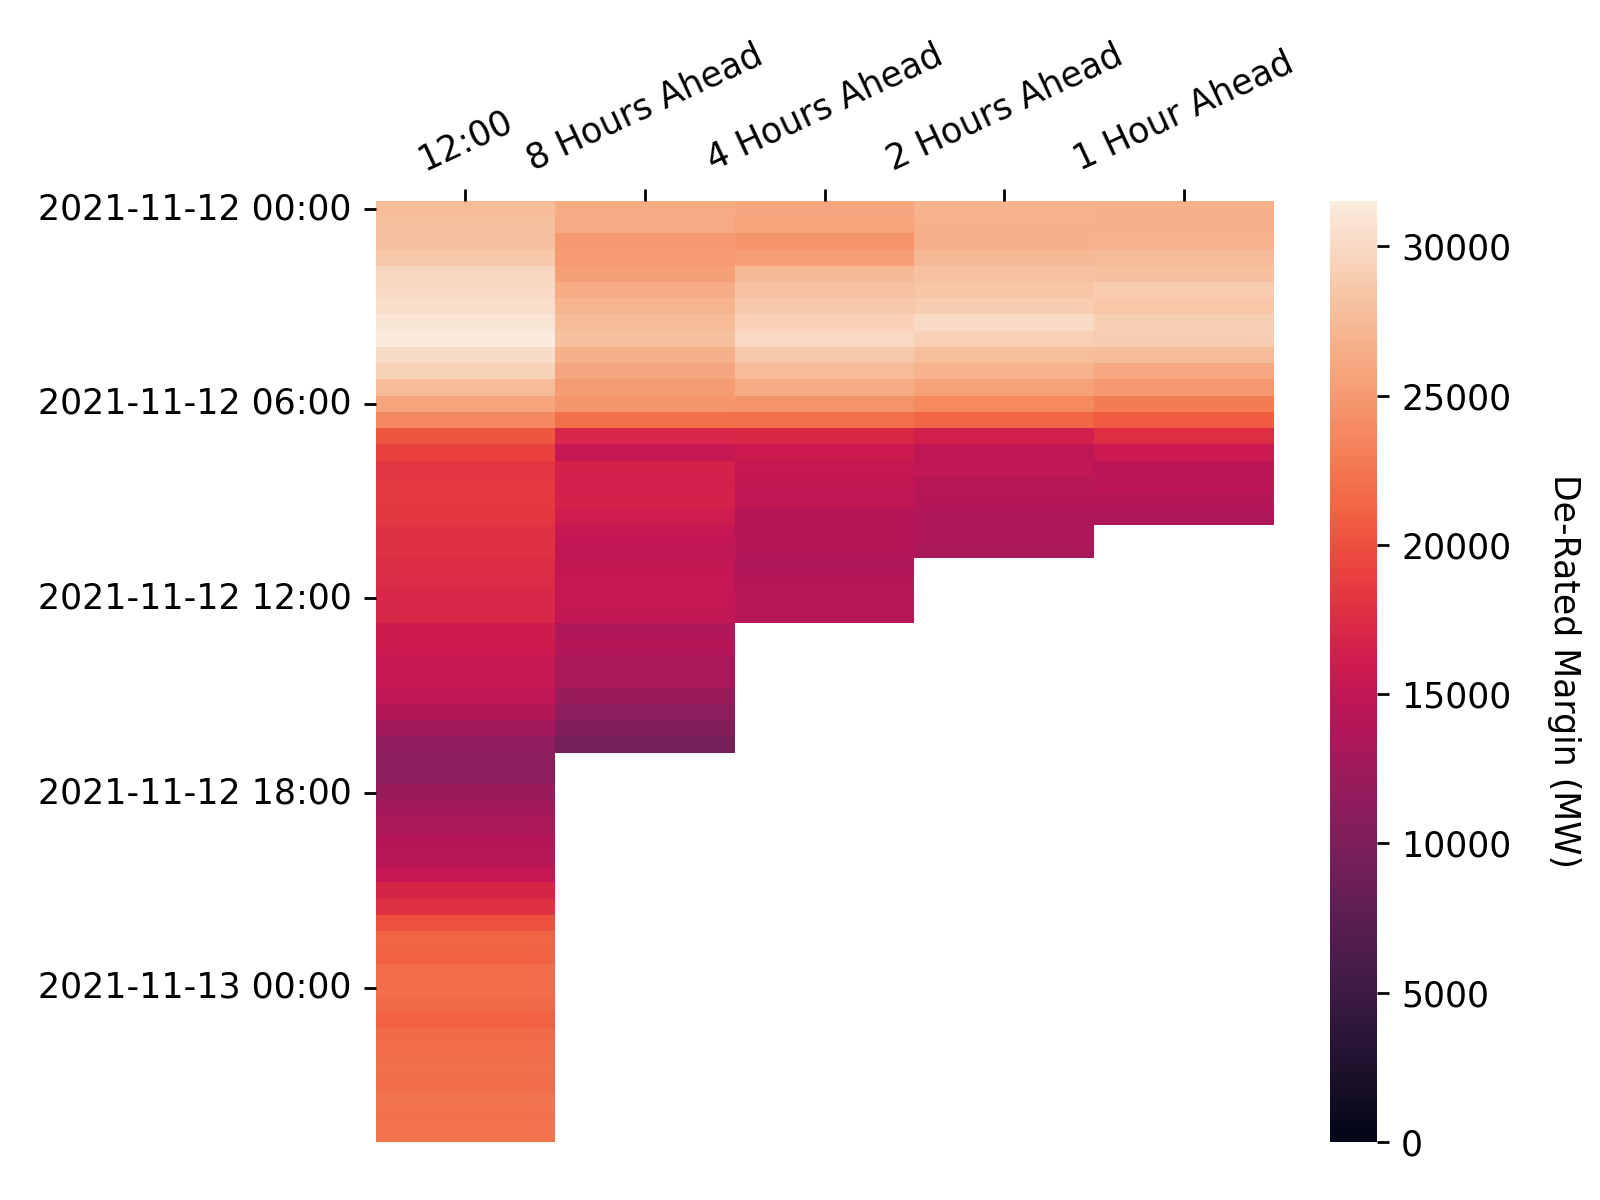 12:00
8 Hours Ahead
4 Hours Ahead
2 Hours Ahead
1 Hour Ahead
2021-11-12 00:00
2021-11-12 06:00
2021-11-12 12:00
2021-11-12 18:00
2021-11-13 00:00
30000
25000
20000
15000
10000
5000
0
De-Rated Margin (MW)